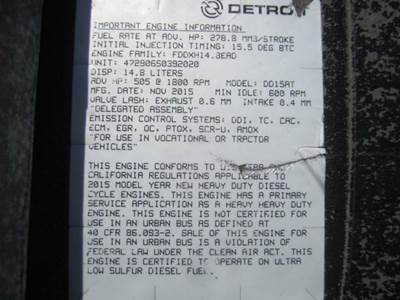 DETROIT
IMPORTANT ENGINE INFORMATION
FUEL RATE AT ADV. HP: 278.8 MM3/STROKE
INITIAL INJECTION TIMING: 15.5 DEG BTC
ENGINE FAMILY: FDDXH14.8EAD
UNIT: 472906S0392020
DISP: 14.8 LITERS
ADV HP: 505 @ 1800 RPM MODEL: DD15AT
MFG. DATE: NOV 2015 MIN IDLE: 600 RPM
VALVE LASH: EXHAUST 0.6 MM INTAKE 0.4 MM
"DELEGATED ASSEMBLY"
EMISSION CONTROL SYSTEMS: DDI, TC, CAC,
ECM, EGR, OC, PTOX, SCR-U, AMOX
"FOR USE IN VOCATIONAL OR TRACTOR
VEHICLES"
THIS ENGINE CONFORMS TO U.S. EPA
CALIFORNIA REGULATIONS APPLICABLE TO
2015 MODEL YEAR NEW HEAVY DUTY DIESEL
CYCLE ENGINES. THIS ENGINE HAS A PRIMARY
SERVICE APPLICATION AS A HEAVY HEAVY DUTY
ENGINE. THIS ENGINE IS NOT CERTIFIED FOR
USE IN AN URBAN BUS AS DEFINED AT
40 CFR 86.093-2. SALE OF THIS ENGINE FOR
USE IN AN URBAN BUS IS A VIOLATION OF
FEDERAL LAW UNDER THE CLEAN AIR ACT. THIS
ENGINE IS CERTIFIED TO OPERATE ON ULTRA
LOW SULFUR DIESEL FUEL.